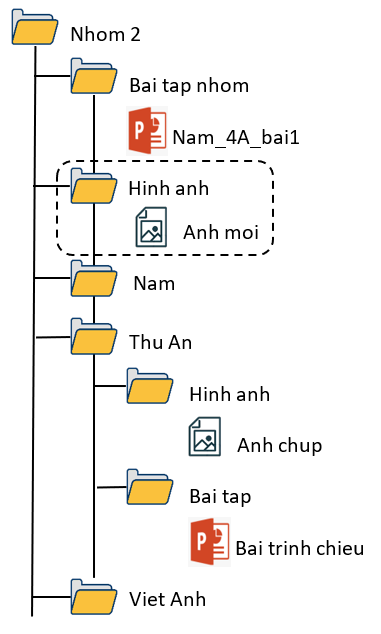 Nhom 2
Bai tap nhom
Nam_4A_bai1
Hinh anh
Anh moi
Nam
Thu An
Hinh anh
Anh chup
Bai tap
Bai trinh chieu
Viet Anh